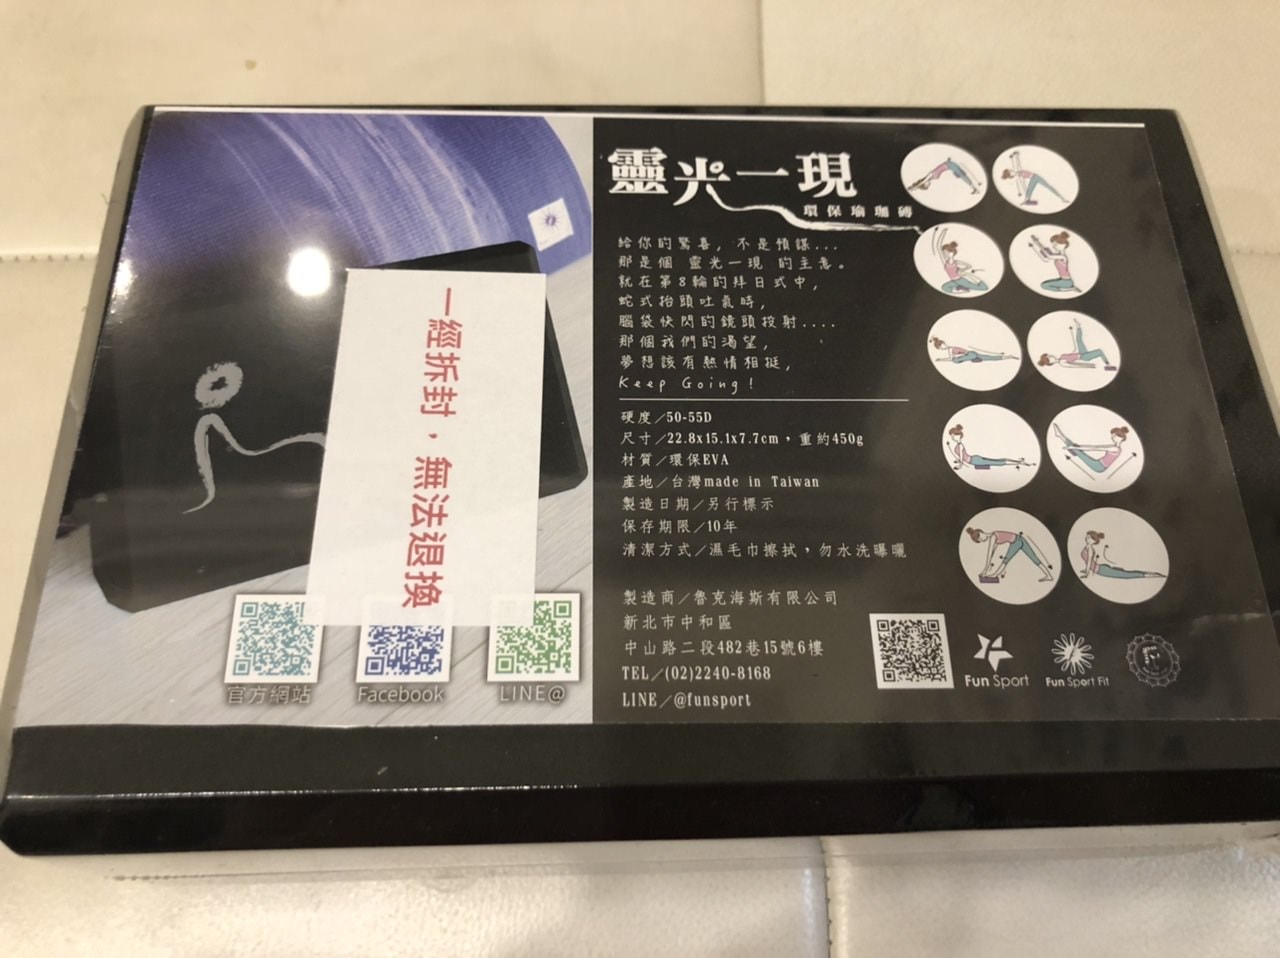 靈光一現
環保瑜珈磚
給你的驚喜，不是預謀...
那是個 靈光一現 的主意。
就在第8輪的拜日式中，
蛇式抬頭吐氣時，
腦袋快閃的鏡頭投射....
那個我們的渴望，
夢想該有熱情相挺，
Keep Going!
硬度／50-55D
尺寸／22.8x15.1x7.7cm，重約450g
材質／環保EVA
產地／台灣made in Taiwan
製造日期／另行標示
保存期限／10年
清潔方式／濕毛巾擦拭，勿水洗曝曬
製造商／魯克海斯有限公司
新北市中和區
中山路二段482巷15號6樓
TEL／(02)2240-8168
LINE／@funsport
一經拆封，無法退換
官方網站
Facebook
LINE@
Fun Sport
Fun Sport Fit